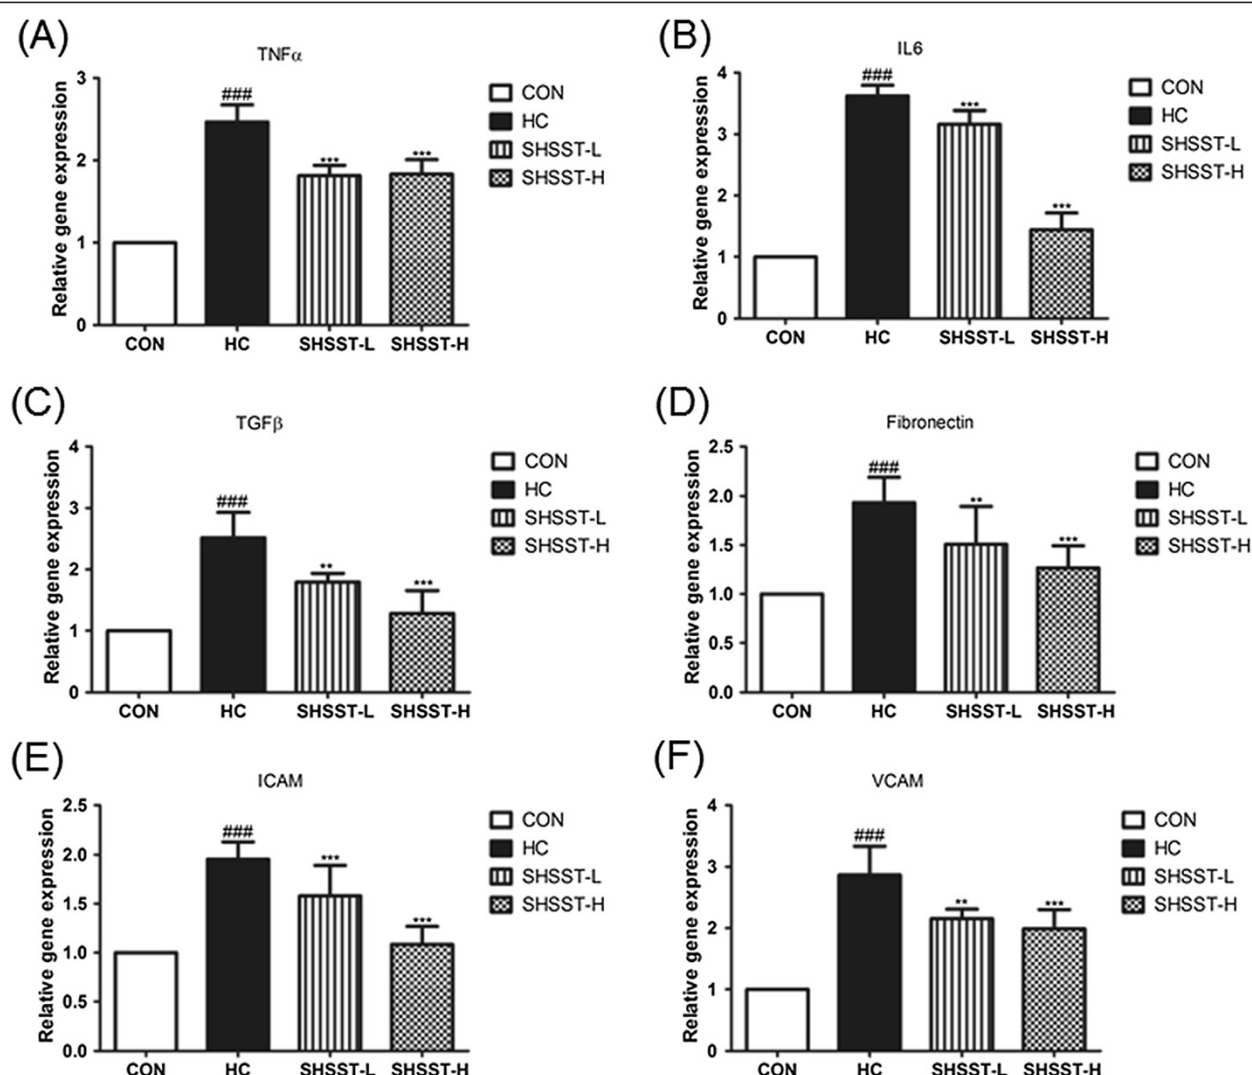 (A)
TNFα
Relative gene expression
3
2
1
0
###
***
***
CON
HC
SHSST-L
SHSST-H
CON
HC
SHSST-L
SHSST-H
(B)
IL6
Relative gene expression
4
3
2
1
0
###
***
***
CON
HC
SHSST-L
SHSST-H
CON
HC
SHSST-L
SHSST-H
(C)
TGFβ
Relative gene expression
4
3
2
1
0
###
**
***
CON
HC
SHSST-L
SHSST-H
CON
HC
SHSST-L
SHSST-H
(D)
Fibronectin
Relative gene expression
2.5
2.0
1.5
1.0
0.5
0.0
###
**
***
CON
HC
SHSST-L
SHSST-H
CON
HC
SHSST-L
SHSST-H
(E)
ICAM
Relative gene expression
2.5
2.0
1.5
1.0
0.5
0.0
###
***
***
CON
HC
SHSST-L
SHSST-H
CON
HC
SHSST-L
SHSST-H
(F)
VCAM
Relative gene expression
4
3
2
1
0
###
**
***
CON
HC
SHSST-L
SHSST-H
CON
HC
SHSST-L
SHSST-H